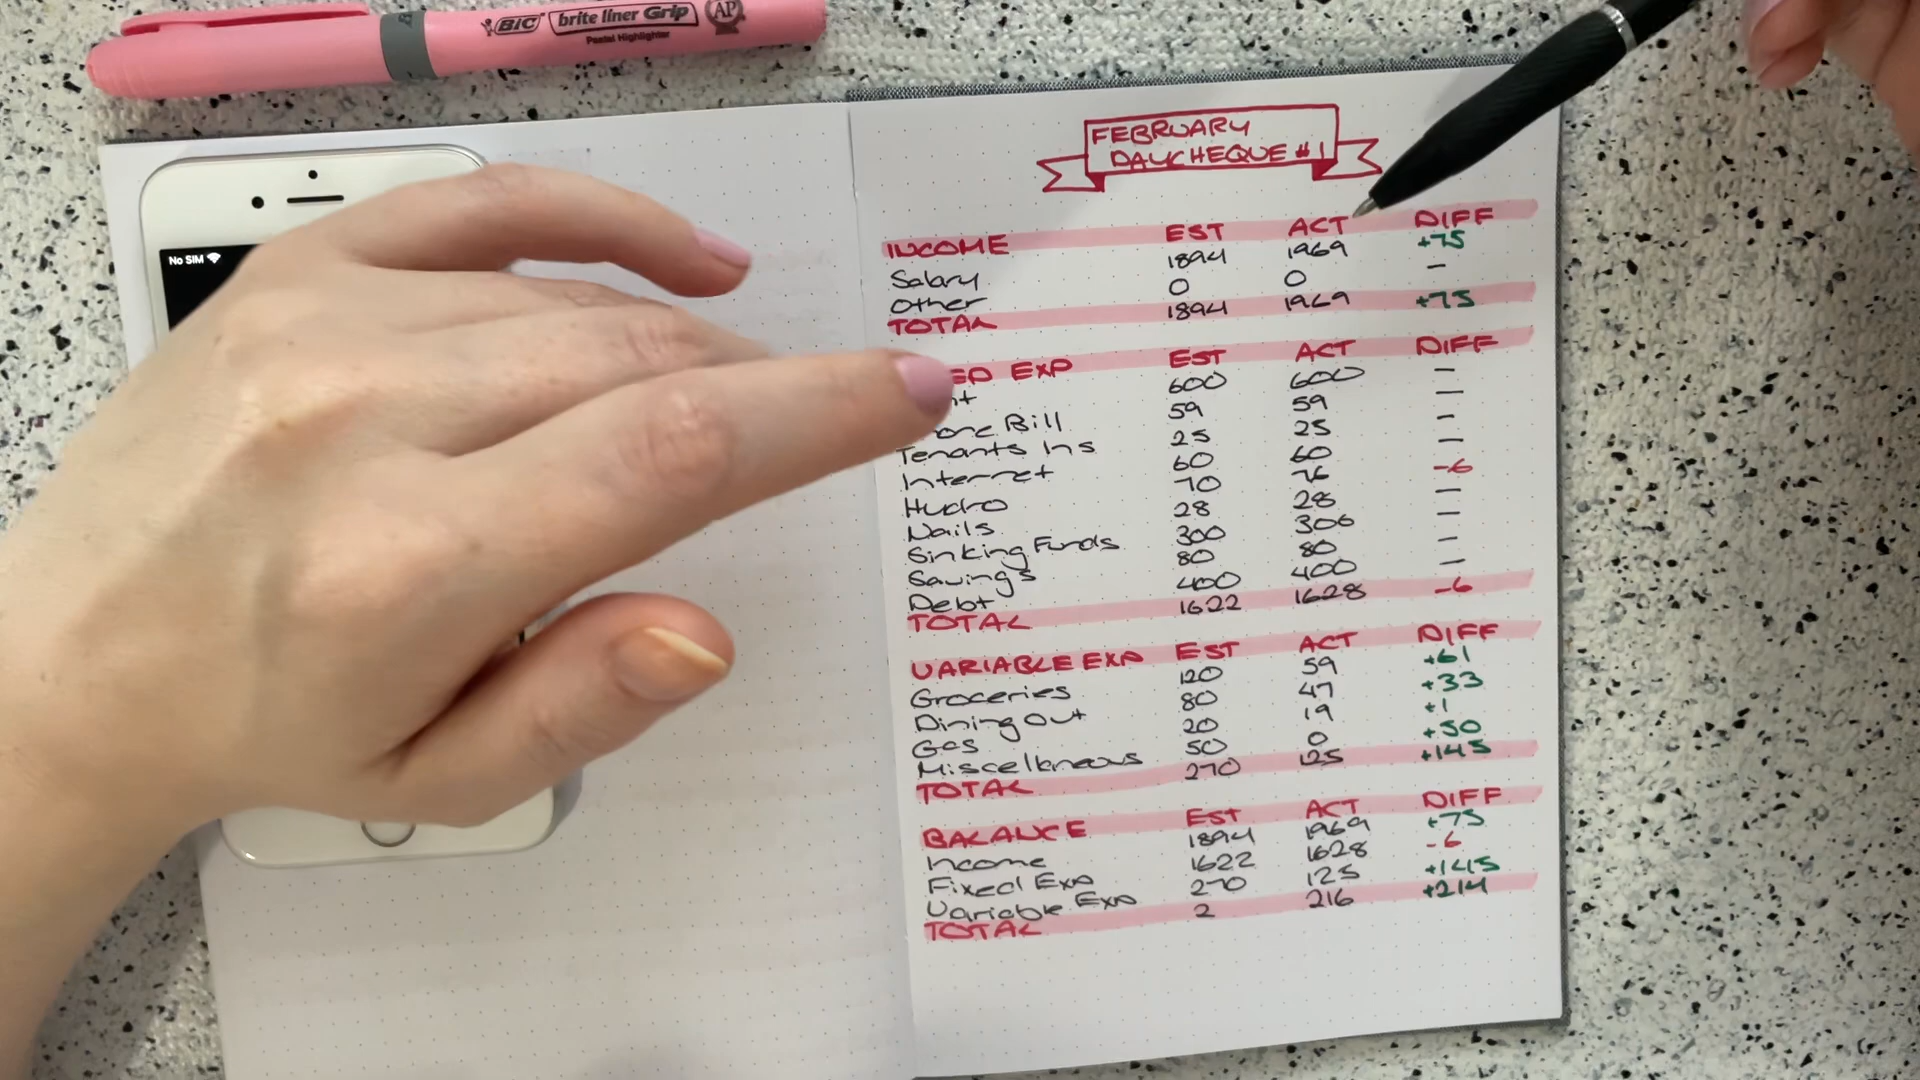 BIC brite liner Grip AP
Pastel Highlighter
No SIM
FEBRUARY
PAYCHEQUE #1
INCOME EST ACT DIFF
Salary 1894 1969 +75
Other 0 0 —
TOTAL 1894 1969 +75
ED EXP EST ACT DIFF
nt 600 600 —
one Bill 59 59 —
Tenants Ins 25 25 —
Internet 60 60 —
Hydro 70 76 -6
Nails 28 28 —
Sinking Funds 300 300 —
Savings 80 80 —
Debt 400 400 —
TOTAL 1622 1628 -6
VARIABLE EXP EST ACT DIFF
Groceries 120 59 +61
Dining Out 80 47 +33
Gas 20 19 +1
Miscellaneous 50 0 +50
TOTAL 270 125 +145
BALANCE EST ACT DIFF
Income 1894 1969 +75
Fixed Exp 1622 1628 -6
Variable Exp 270 125 +145
TOTAL 2 216 +214